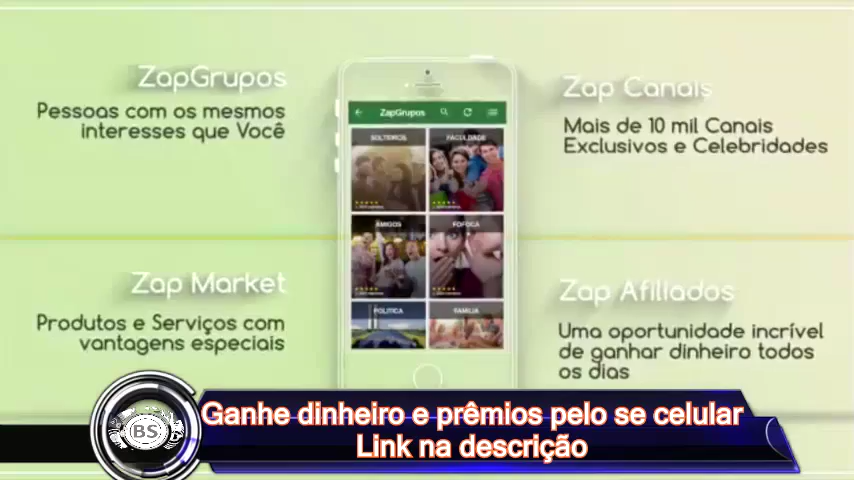 ZapGrupos
Pessoas com os mesmos
interesses que Você
Zap Canais
Mais de 10 mil Canais
Exclusivos e Celebridades
ZapGrupos
SOLTEIROS
FACULDADE
AMIGOS
FOFOCA
POLITICA
FAMILIA
Zap Market
Produtos e Serviços com
vantagens especiais
Zap Afiliados
Uma oportunidade incrível
de ganhar dinheiro todos
os dias
BS
Ganhe dinheiro e prêmios pelo se celular
Link na descrição